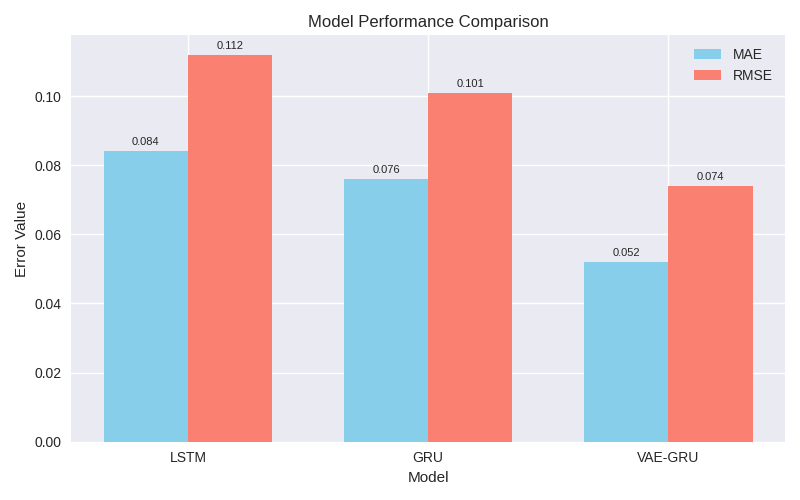 Model Performance Comparison
MAE
RMSE
0.112
0.101
0.084
0.076
0.074
0.052
0.10
0.08
0.06
0.04
0.02
0.00
Error Value
LSTM
GRU
VAE-GRU
Model